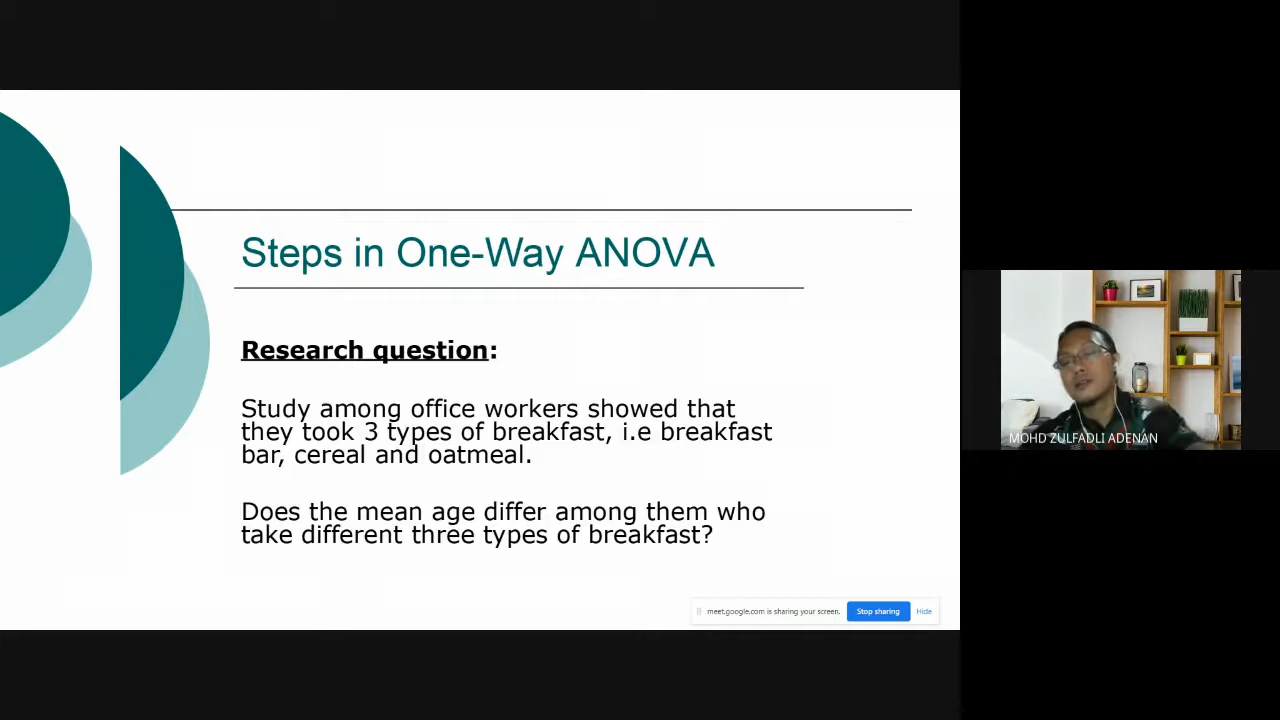 Steps in One-Way ANOVA
Research question:
Study among office workers showed that
they took 3 types of breakfast, i.e breakfast
bar, cereal and oatmeal.
Does the mean age differ among them who
take different three types of breakfast?
meet.google.com is sharing your screen.
Stop sharing
Hide
MOHD ZULFADLI ADENAN